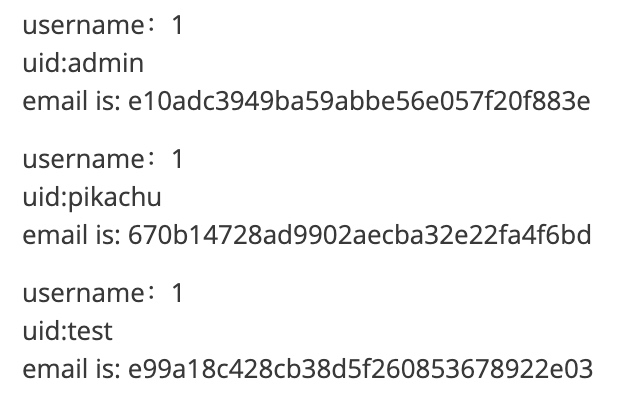 username：1
uid:admin
email is: e10adc3949ba59abbe56e057f20f883e
username：1
uid:pikachu
email is: 670b14728ad9902aecba32e22fa4f6bd
username：1
uid:test
email is: e99a18c428cb38d5f260853678922e03